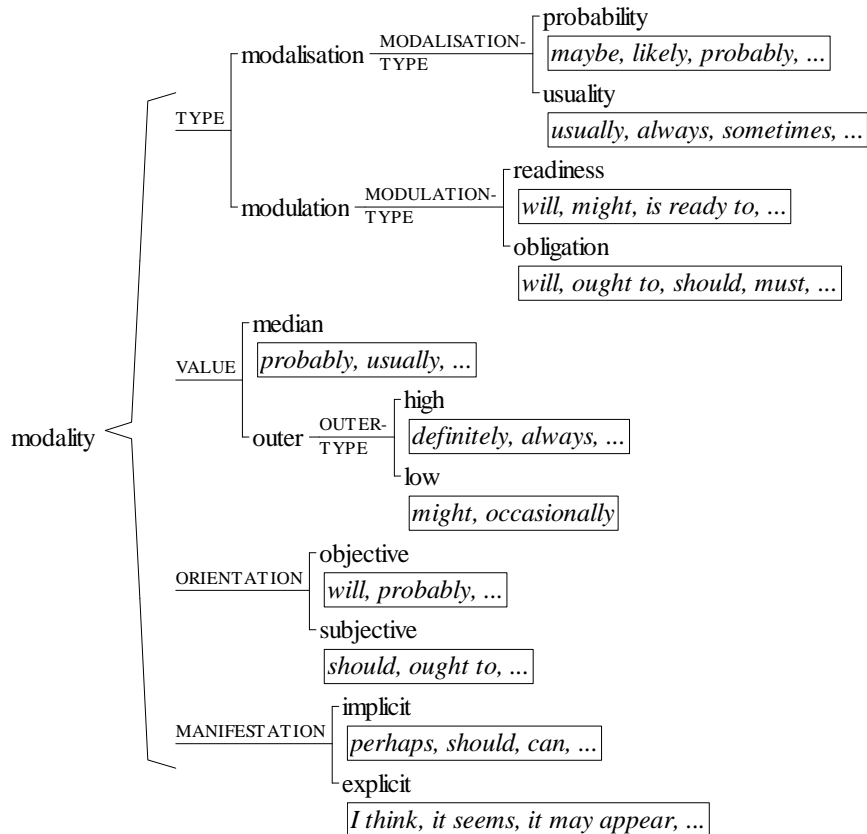 probability
modalisation MODALISATION-TYPE
maybe, likely, probably, ...
usuality
TYPE
usually, always, sometimes, ...
readiness
modulation MODULATION-TYPE
will, might, is ready to, ...
obligation
will, ought to, should, must, ...
median
VALUE
probably, usually, ...
high
outer OUTER-TYPE
definitely, always, ...
modality
low
might, occasionally
objective
ORIENTATION
will, probably, ...
subjective
should, ought to, ...
implicit
MANIFESTATION
perhaps, should, can, ...
explicit
I think, it seems, it may appear, ...